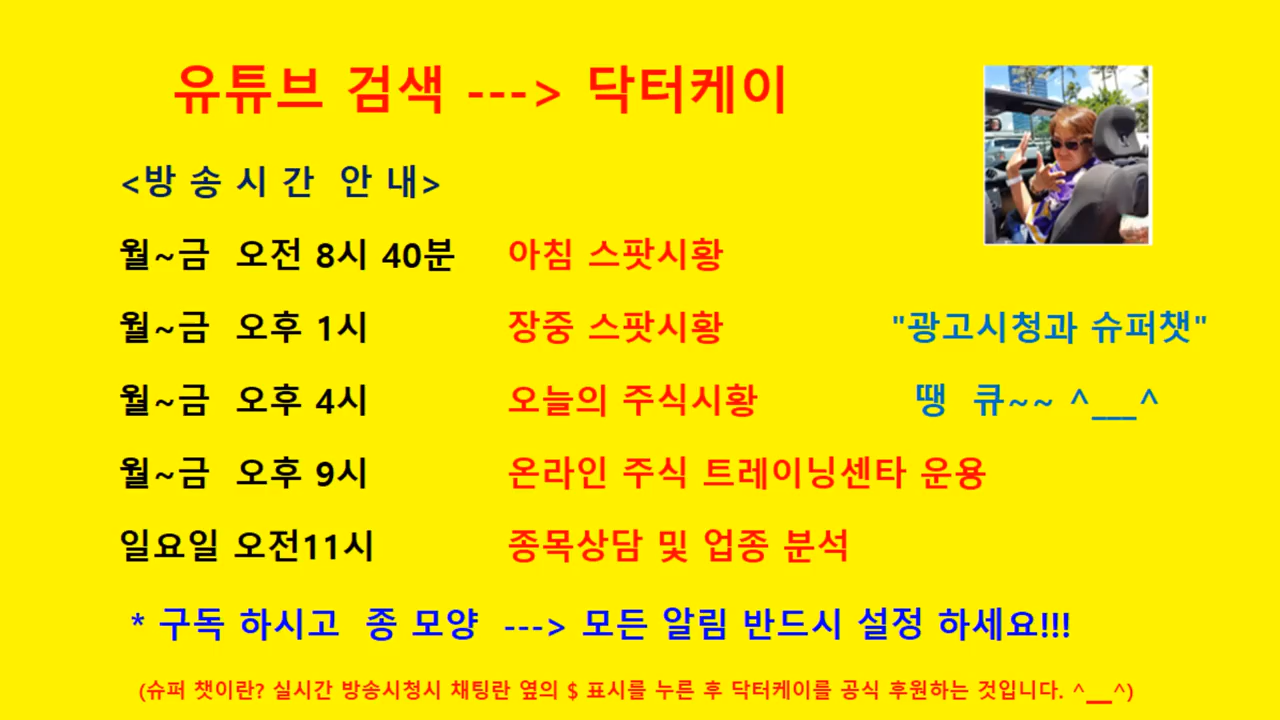 유튜브 검색 ---> 닥터케이
<방 송 시 간 안 내>
월~금 오전 8시 40분 아침 스팟시황
월~금 오후 1시 장중 스팟시황 "광고시청과 슈퍼챗"
월~금 오후 4시 오늘의 주식시황 땡 큐~~ ^___^
월~금 오후 9시 온라인 주식 트레이닝센타 운용
일요일 오전11시 종목상담 및 업종 분석
* 구독 하시고 종 모양 ---> 모든 알림 반드시 설정 하세요!!!
(슈퍼 챗이란? 실시간 방송시청시 채팅란 옆의 $ 표시를 누른 후 닥터케이를 공식 후원하는 것입니다. ^__^)